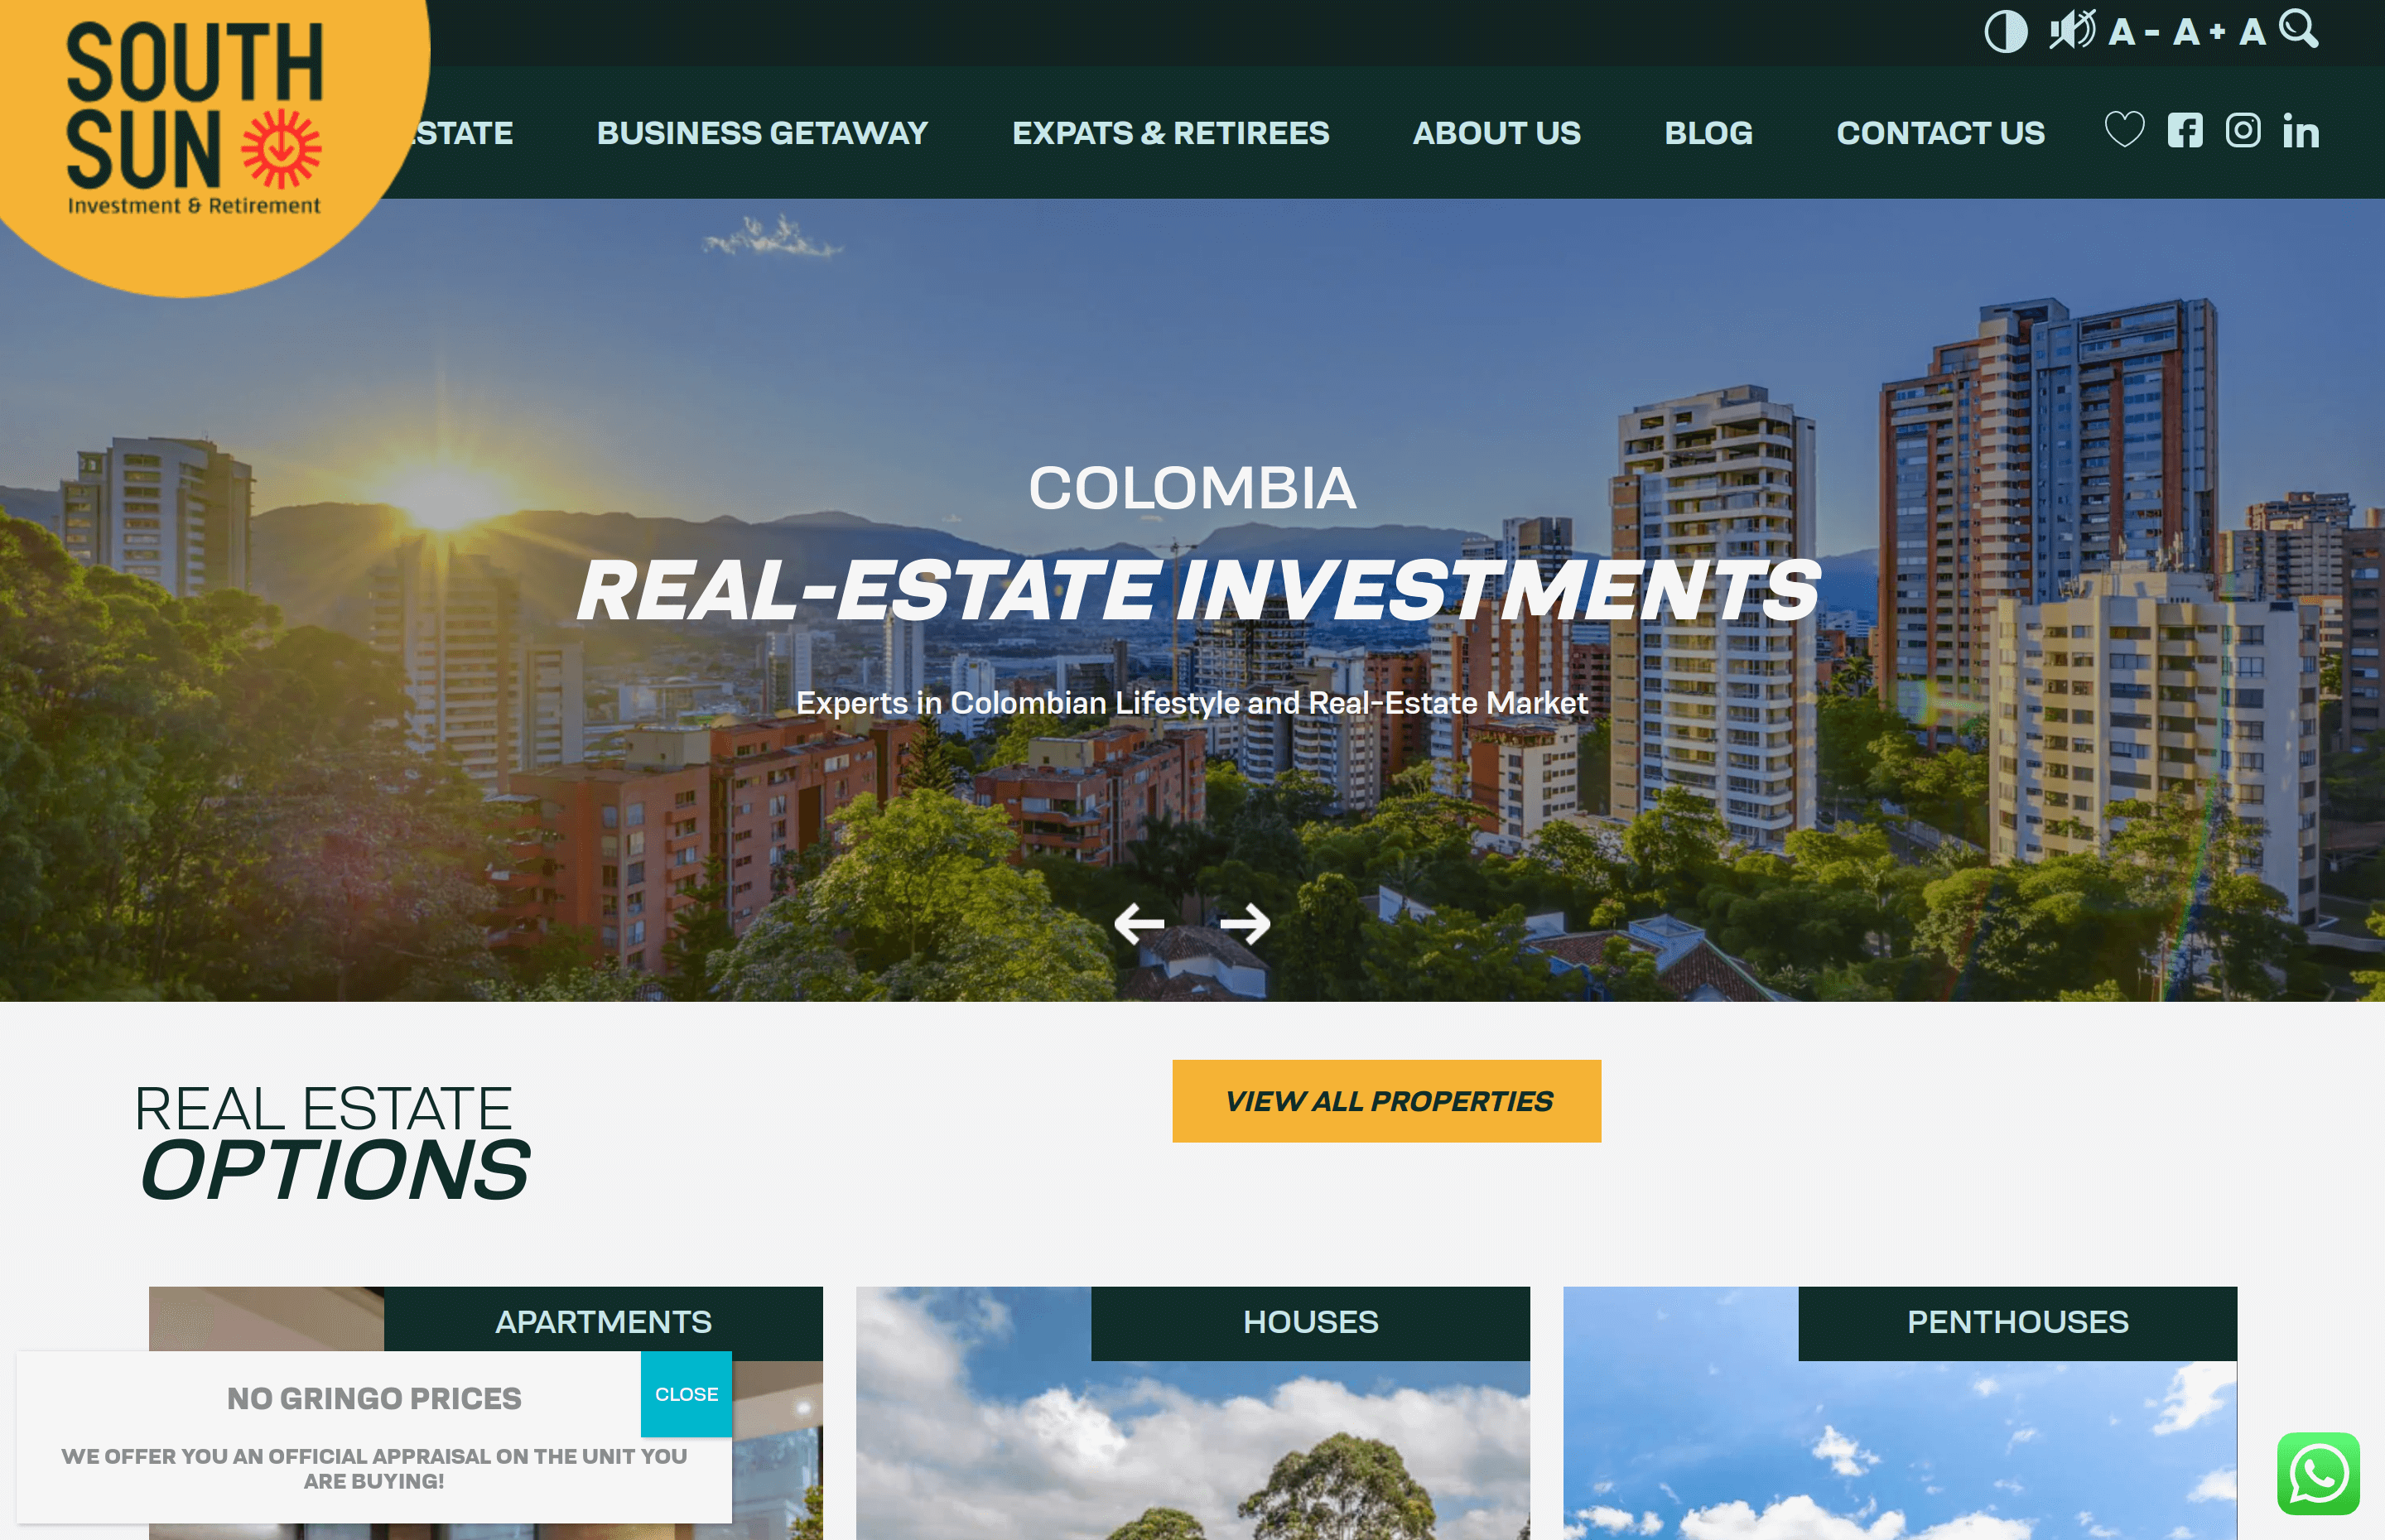 SOUTH
SUN
Investment & Retirement
A - A + A
ESTATE BUSINESS GETAWAY EXPATS & RETIREES ABOUT US BLOG CONTACT US
COLOMBIA
REAL-ESTATE INVESTMENTS
Experts in Colombian Lifestyle and Real-Estate Market
REAL ESTATE
OPTIONS
VIEW ALL PROPERTIES
APARTMENTS
HOUSES
PENTHOUSES
NO GRINGO PRICES
CLOSE
WE OFFER YOU AN OFFICIAL APPRAISAL ON THE UNIT YOU
ARE BUYING!